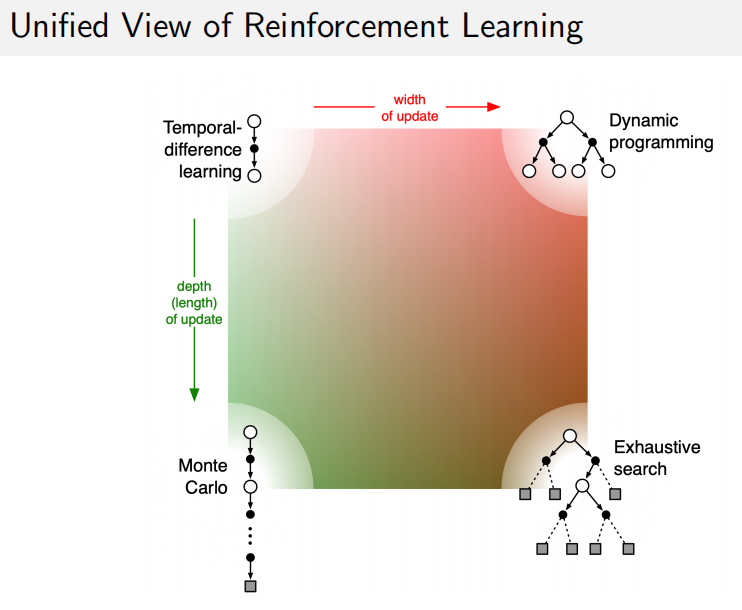 Unified View of Reinforcement Learning
width
of update
Temporal-
difference
learning
Dynamic
programming
depth
(length)
of update
Monte
Carlo
Exhaustive
search